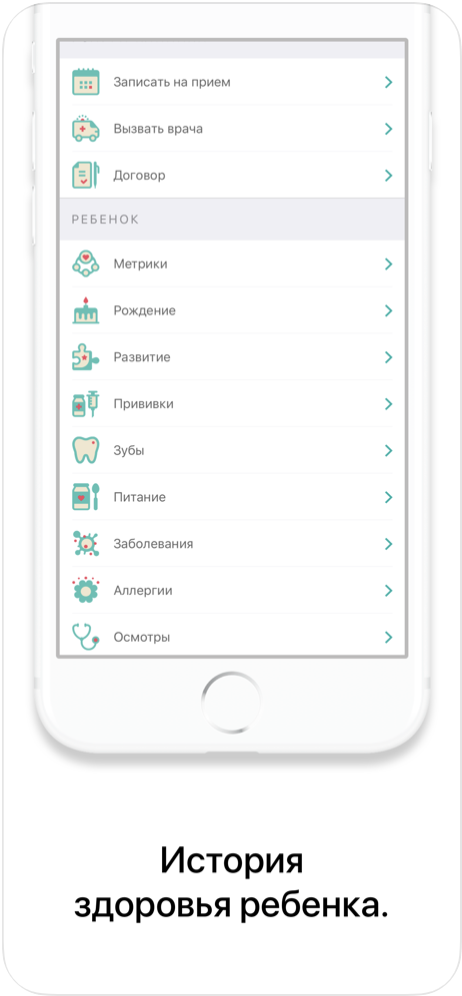 Записать на прием
Вызвать врача
Договор
РЕБЕНОК
Метрики
Рождение
Развитие
Прививки
Зубы
Питание
Заболевания
Аллергии
Осмотры
История
здоровья ребенка.